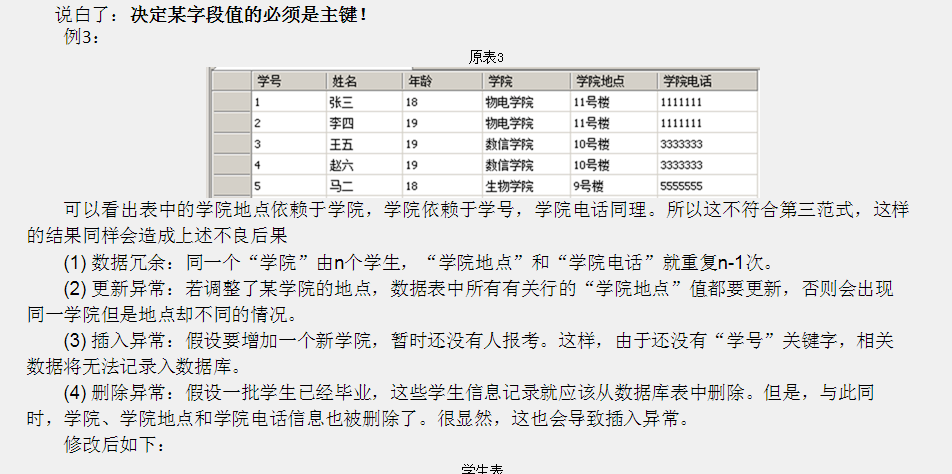 说白了：决定某字段值的必须是主键！
例3：
原表3
学号 姓名 年龄 学院 学院地点 学院电话
1 张三 18 物电学院 11号楼 1111111
2 李四 19 物电学院 11号楼 1111111
3 王五 19 数信学院 10号楼 3333333
4 赵六 19 数信学院 10号楼 3333333
5 马二 18 生物学院 9号楼 5555555
可以看出表中的学院地点依赖于学院，学院依赖于学号，学院电话同理。所以这不符合第三范式，这样
的结果同样会造成上述不良后果
(1) 数据冗余：同一个“学院”由n个学生，“学院地点”和“学院电话”就重复n-1次。
(2) 更新异常：若调整了某学院的地点，数据表中所有有关行的“学院地点”值都要更新，否则会出现
同一学院但是地点却不同的情况。
(3) 插入异常：假设要增加一个新学院，暂时还没有人报考。这样，由于还没有“学号”关键字，相关
数据将无法记录入数据库。
(4) 删除异常：假设一批学生已经毕业，这些学生信息记录就应该从数据库表中删除。但是，与此同
时，学院、学院地点和学院电话信息也被删除了。很显然，这也会导致插入异常。
修改后如下：
学生表